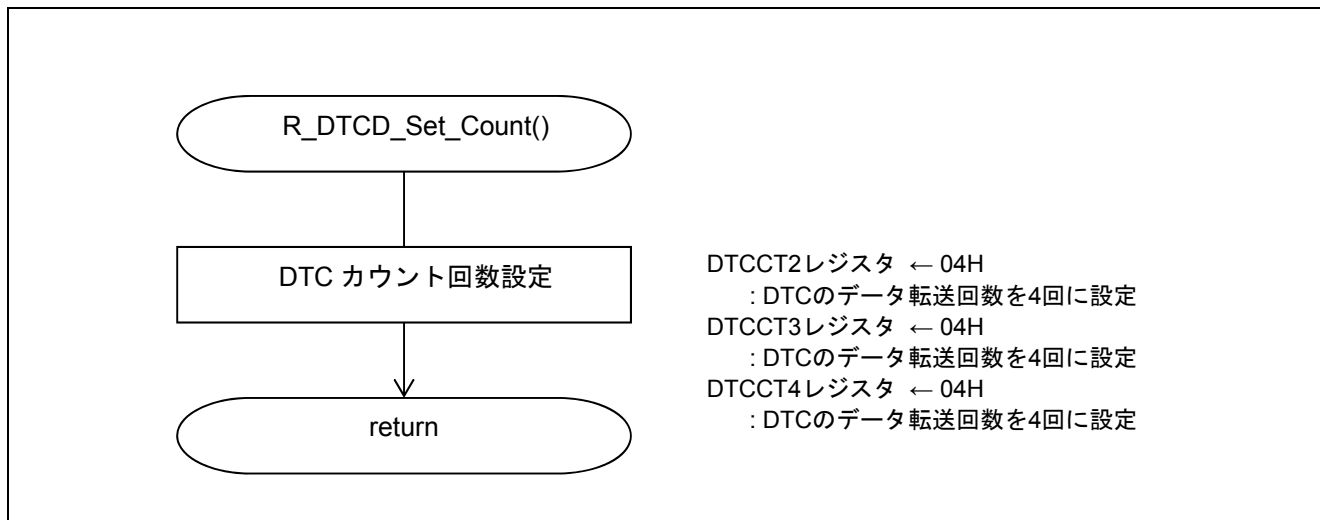 R_DTCD_Set_Count()
DTC カウント回数設定
DTCCT2レジスタ ← 04H
: DTCのデータ転送回数を4回に設定
DTCCT3レジスタ ← 04H
: DTCのデータ転送回数を4回に設定
DTCCT4レジスタ ← 04H
: DTCのデータ転送回数を4回に設定
return